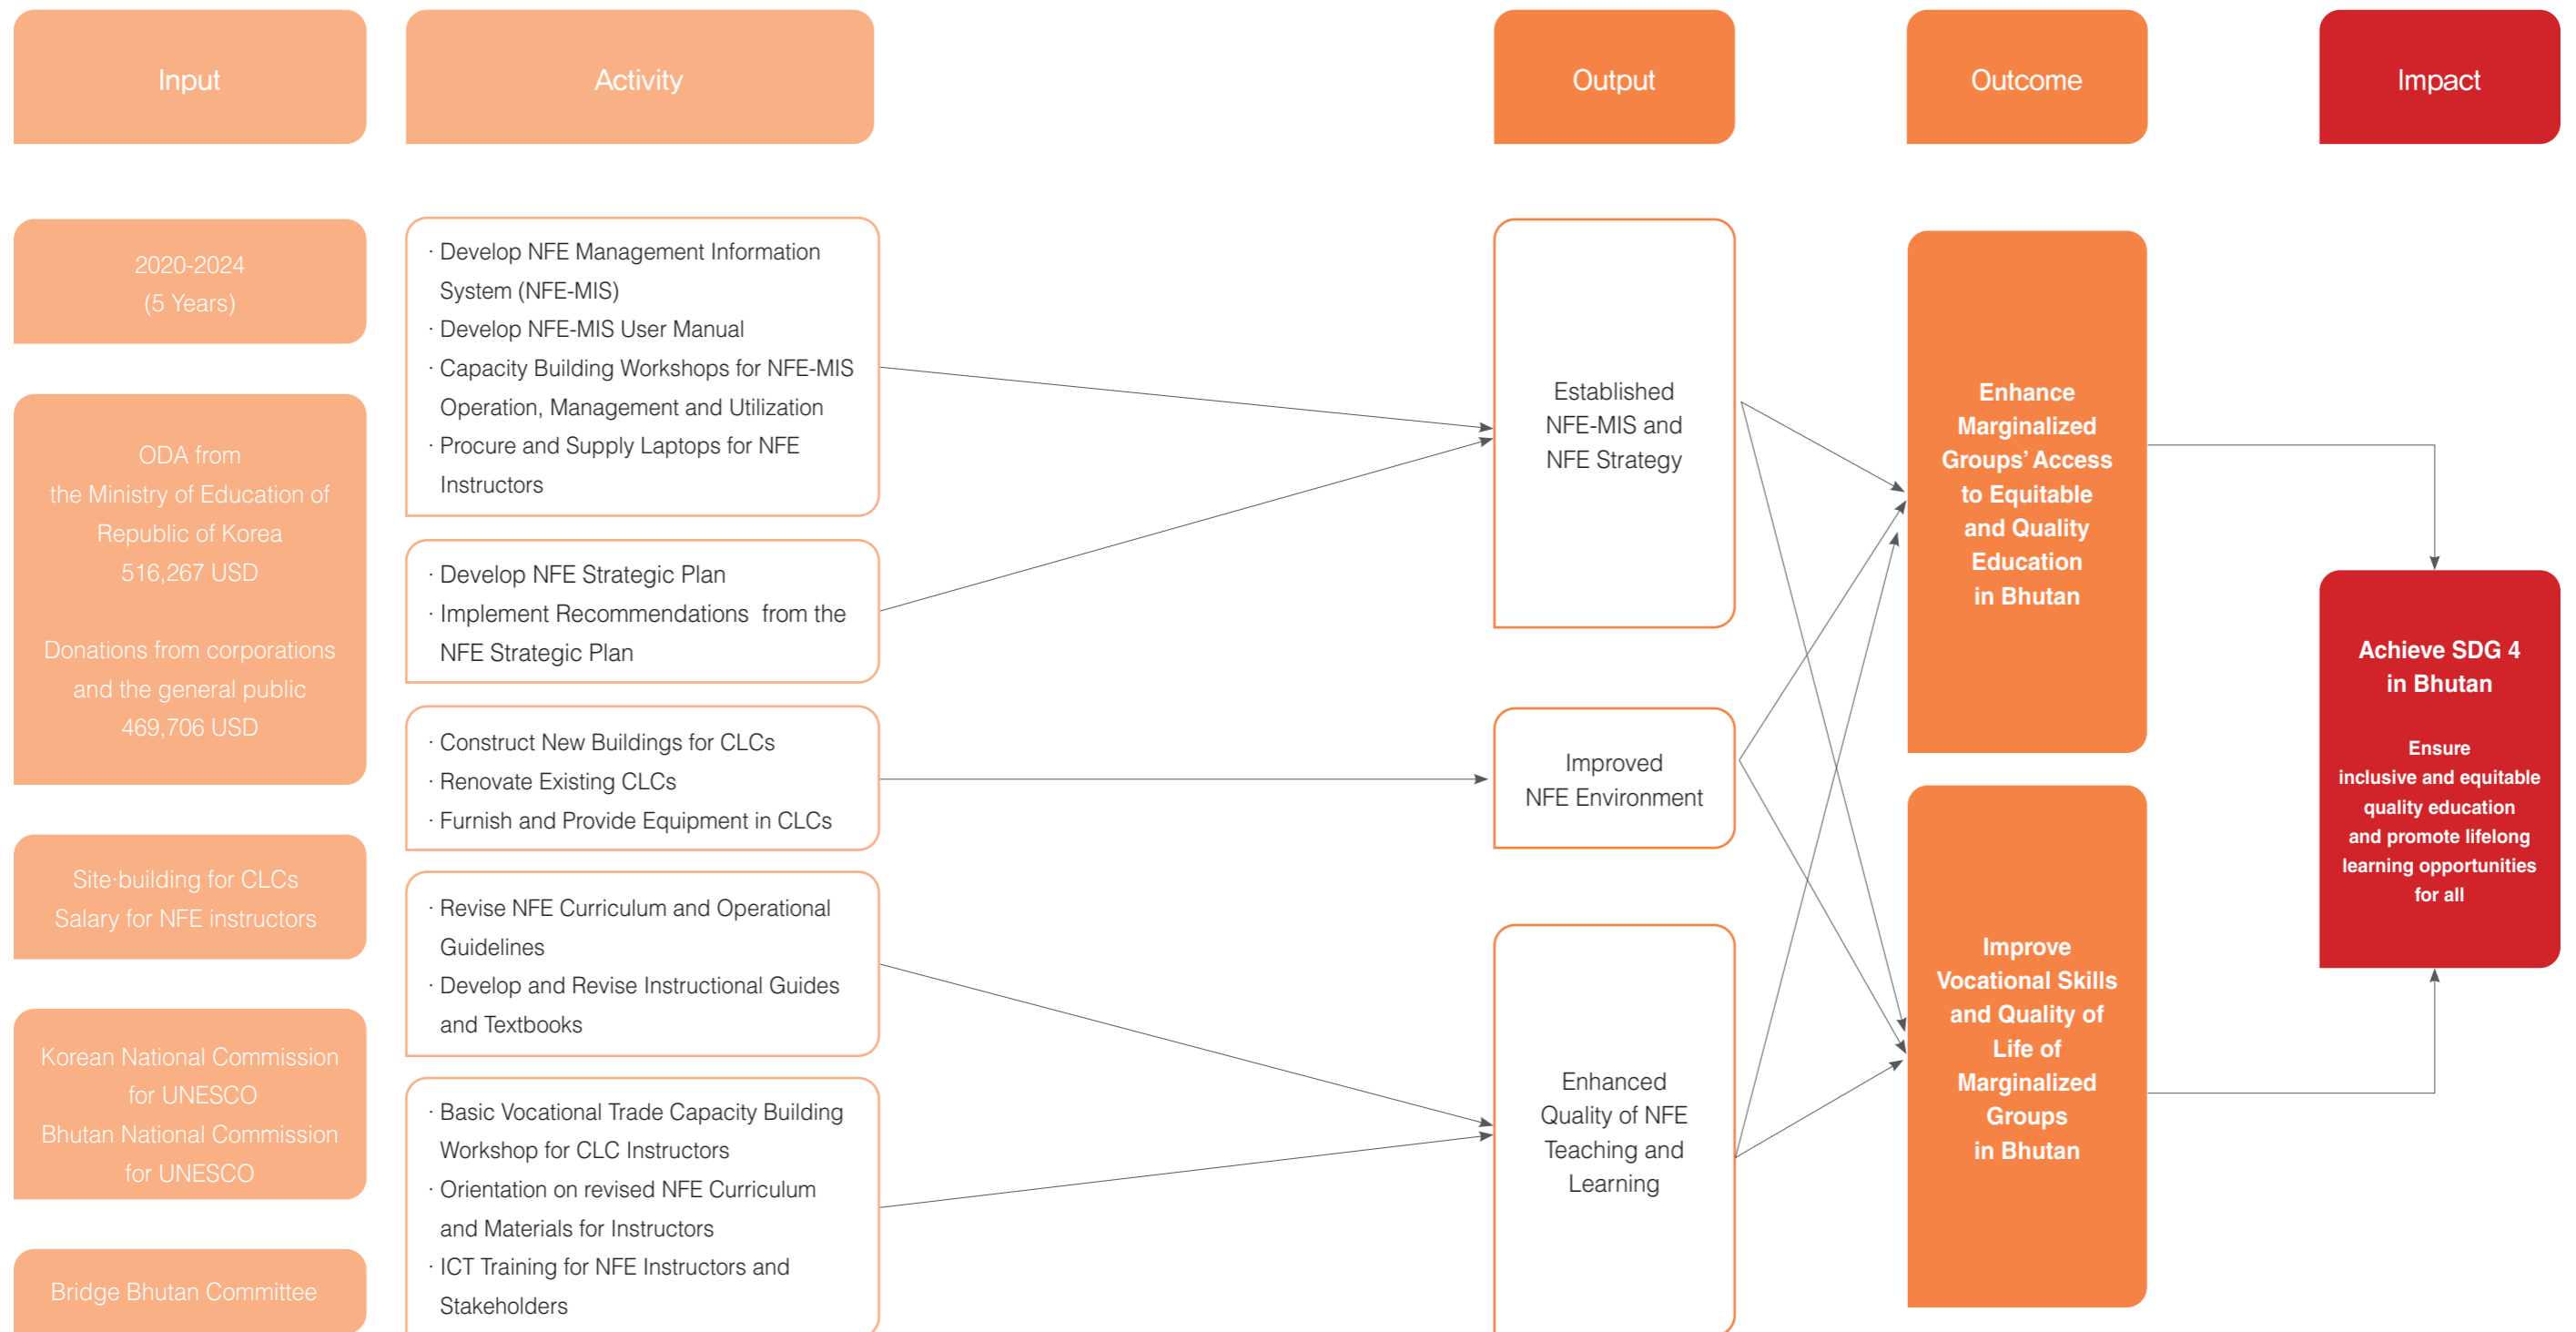 Input
Activity
Output
Outcome
Impact
2020-2024
(5 Years)
ODA from
the Ministry of Education of
Republic of Korea
516,267 USD
Donations from corporations
and the general public
469,706 USD
Site·building for CLCs
Salary for NFE instructors
Korean National Commission
for UNESCO
Bhutan National Commission
for UNESCO
Bridge Bhutan Committee
· Develop NFE Management Information
System (NFE-MIS)
· Develop NFE-MIS User Manual
· Capacity Building Workshops for NFE-MIS
Operation, Management and Utilization
· Procure and Supply Laptops for NFE
Instructors
· Develop NFE Strategic Plan
· Implement Recommendations from the
NFE Strategic Plan
· Construct New Buildings for CLCs
· Renovate Existing CLCs
· Furnish and Provide Equipment in CLCs
· Revise NFE Curriculum and Operational
Guidelines
· Develop and Revise Instructional Guides
and Textbooks
· Basic Vocational Trade Capacity Building
Workshop for CLC Instructors
· Orientation on revised NFE Curriculum
and Materials for Instructors
· ICT Training for NFE Instructors and
Stakeholders
Established
NFE-MIS and
NFE Strategy
Improved
NFE Environment
Enhanced
Quality of NFE
Teaching and
Learning
Enhance
Marginalized
Groups' Access
to Equitable
and Quality
Education
in Bhutan
Improve
Vocational Skills
and Quality of
Life of
Marginalized
Groups
in Bhutan
Achieve SDG 4
in Bhutan
Ensure
inclusive and equitable
quality education
and promote lifelong
learning opportunities
for all